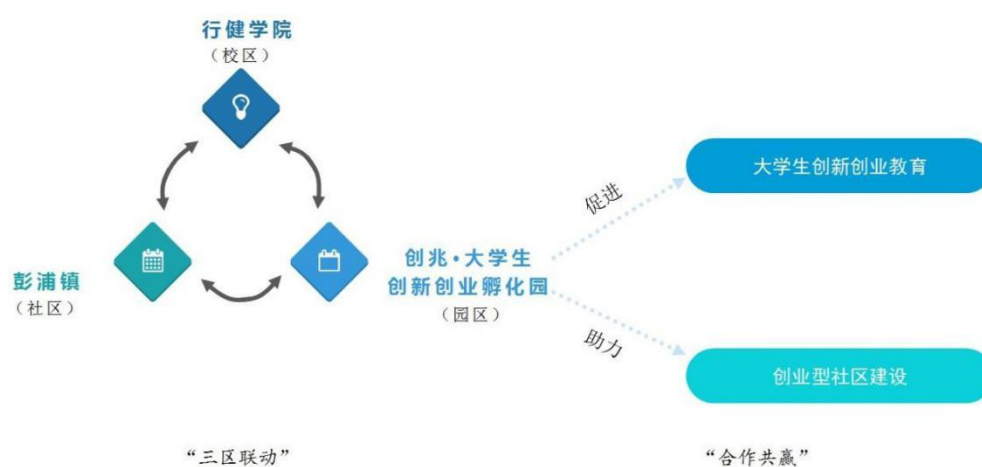 行健学院
（校区）
大学生创新创业教育
促进
创兆·大学生
创新创业孵化园
（园区）
彭浦镇
（社区）
助力
创业型社区建设
“三区联动”
“合作共赢”